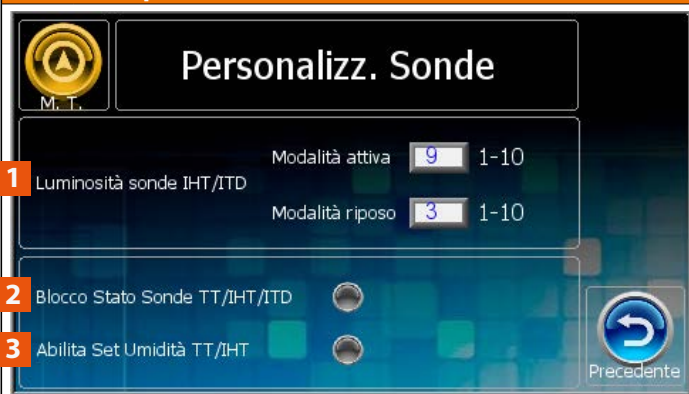 M. T.
Personalizz. Sonde
1
Luminosità sonde IHT/ITD
Modalità attiva 9 1-10
Modalità riposo 3 1-10
2 Blocco Stato Sonde TT/IHT/ITD
3 Abilita Set Umidità TT/IHT
Precedente